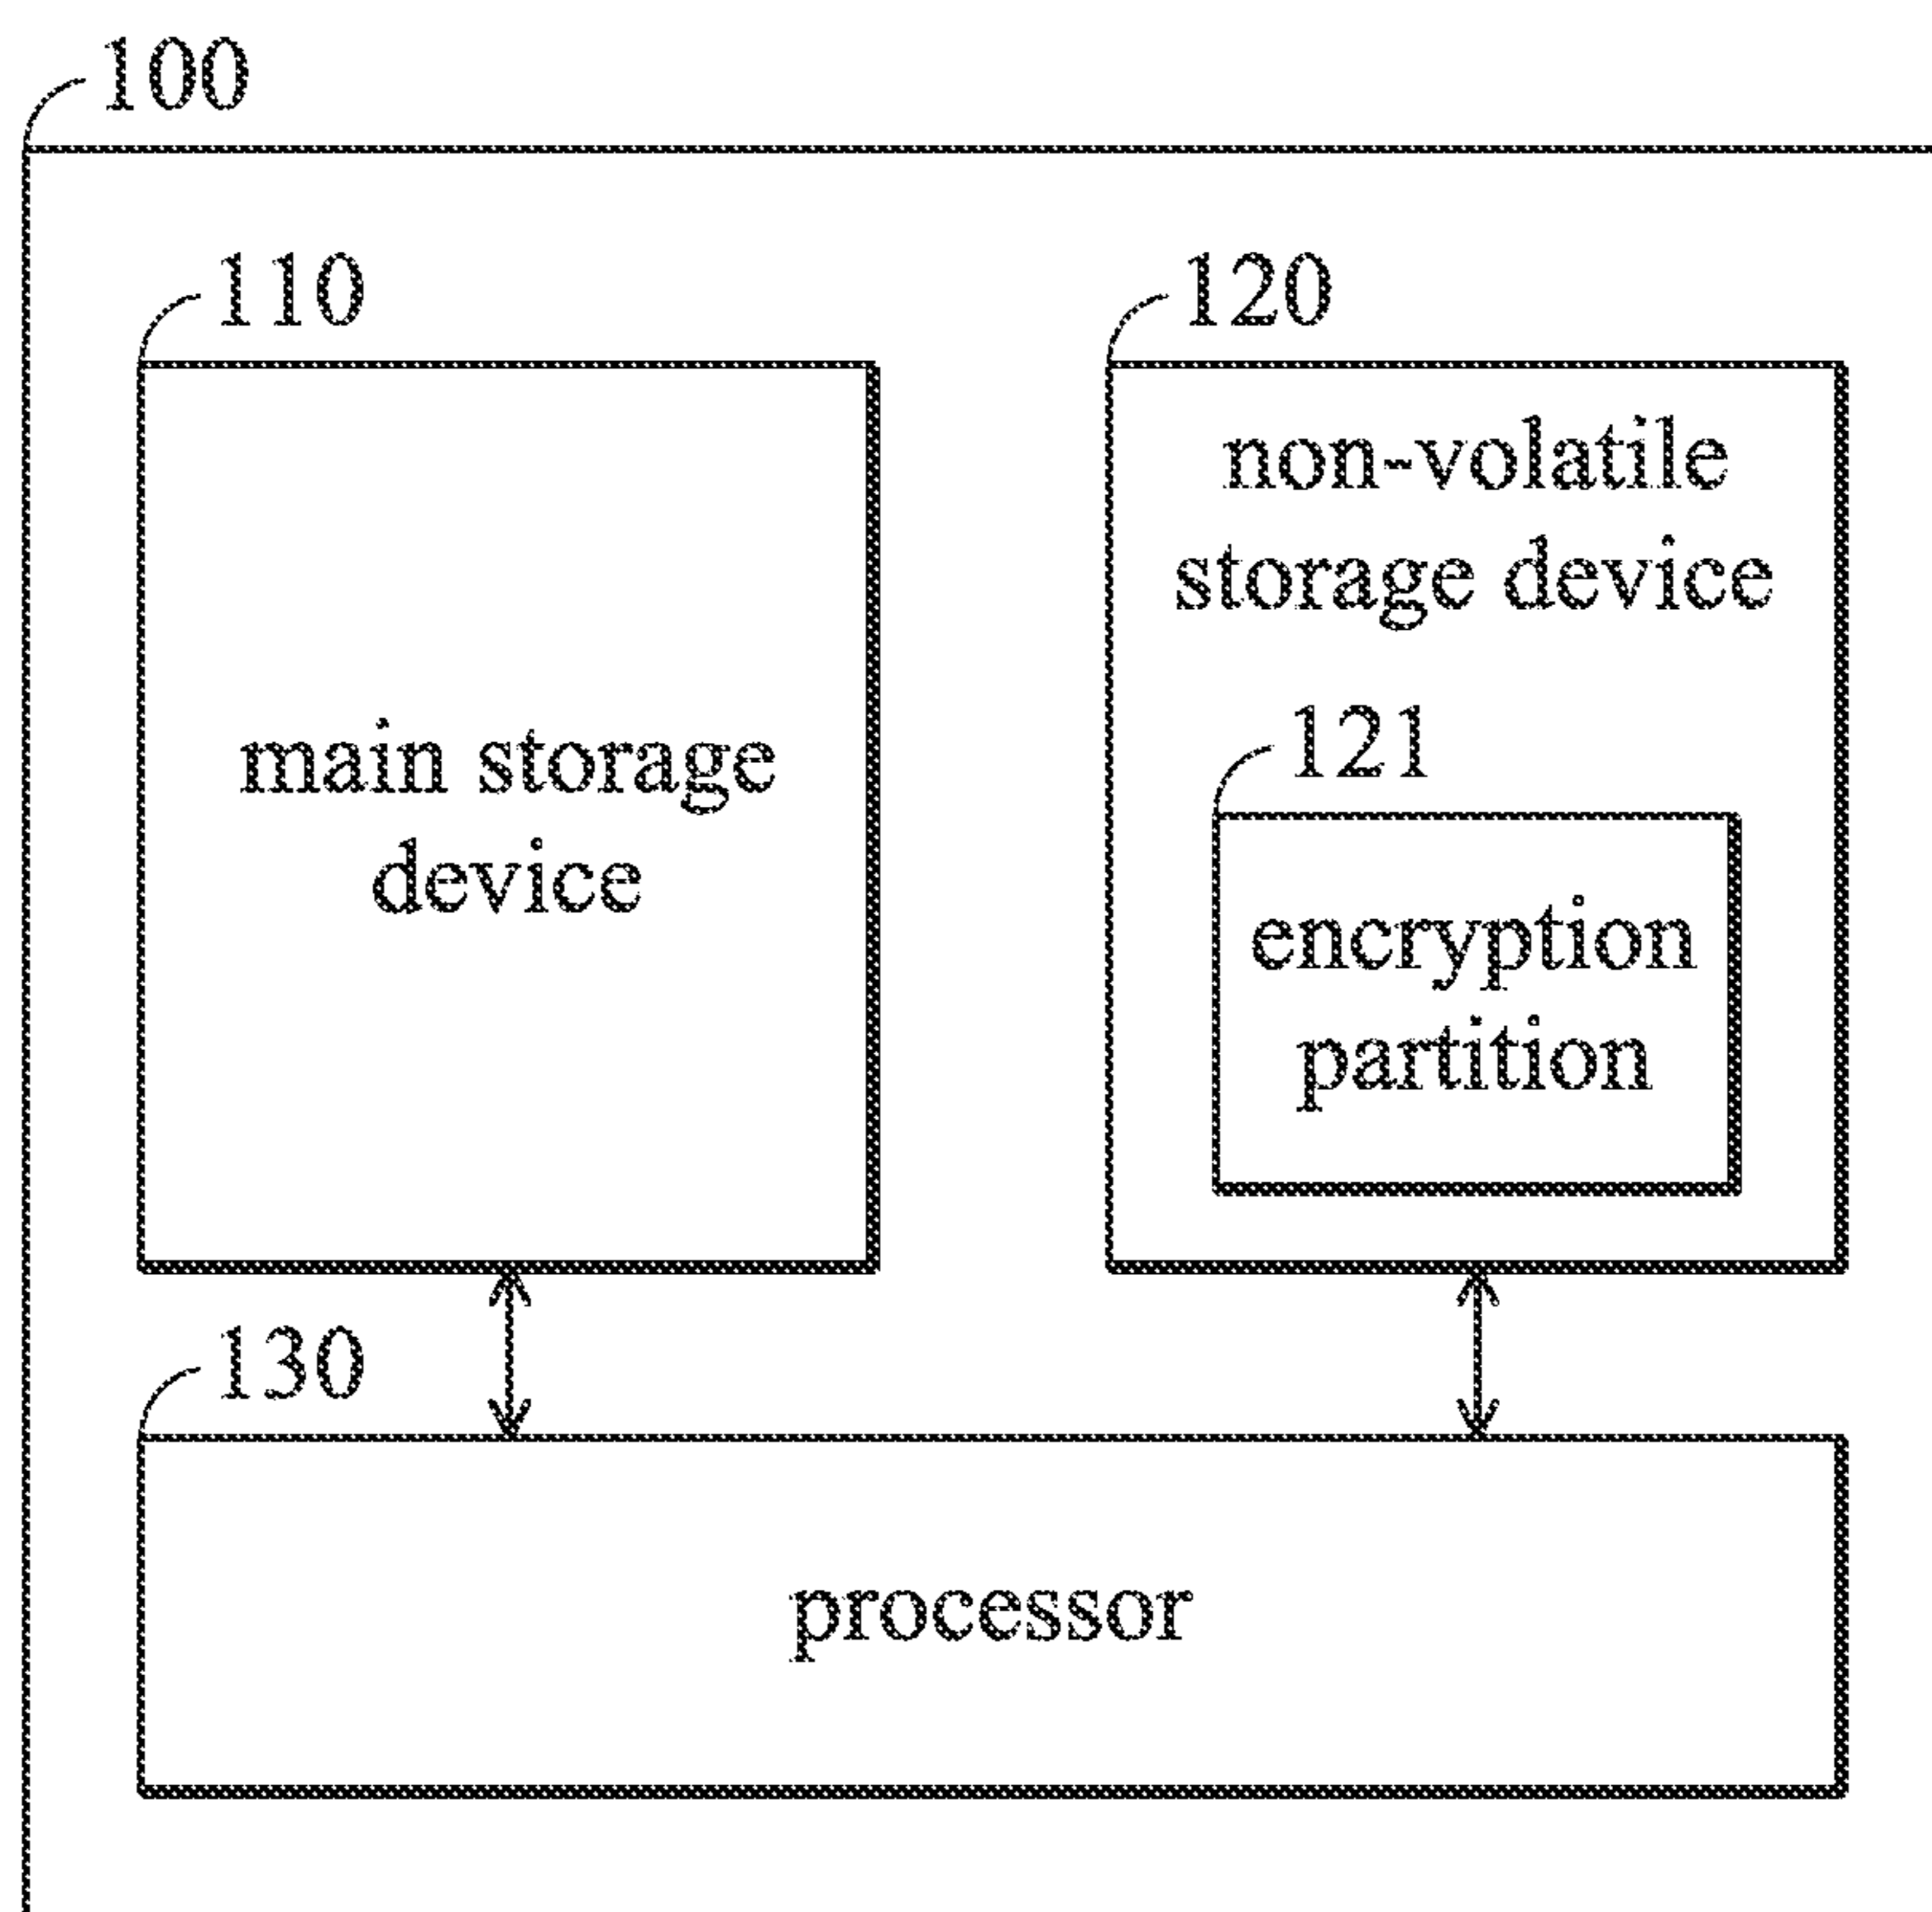 100
110
main storage
device
120
non-volatile
storage device
121
encryption
partition
130
processor